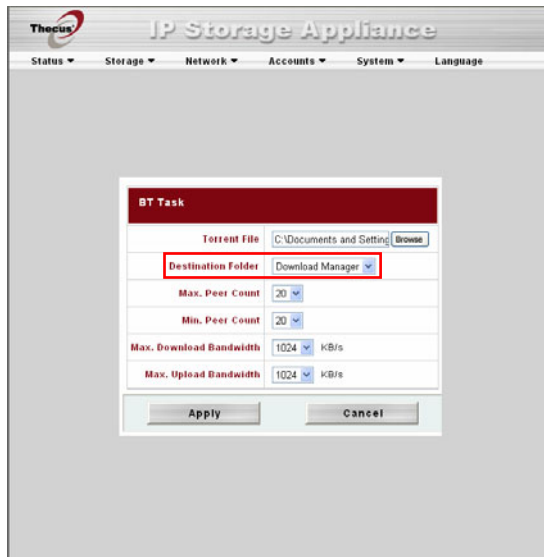 Thecus
IP Storage Appliance
Status Storage Network Accounts System Language
BT Task
Torrent File C:\Documents and Setting Browse
Destination Folder Download Manager
Max. Peer Count 20
Min. Peer Count 20
Max. Download Bandwidth 1024 KB/s
Max. Upload Bandwidth 1024 KB/s
Apply Cancel